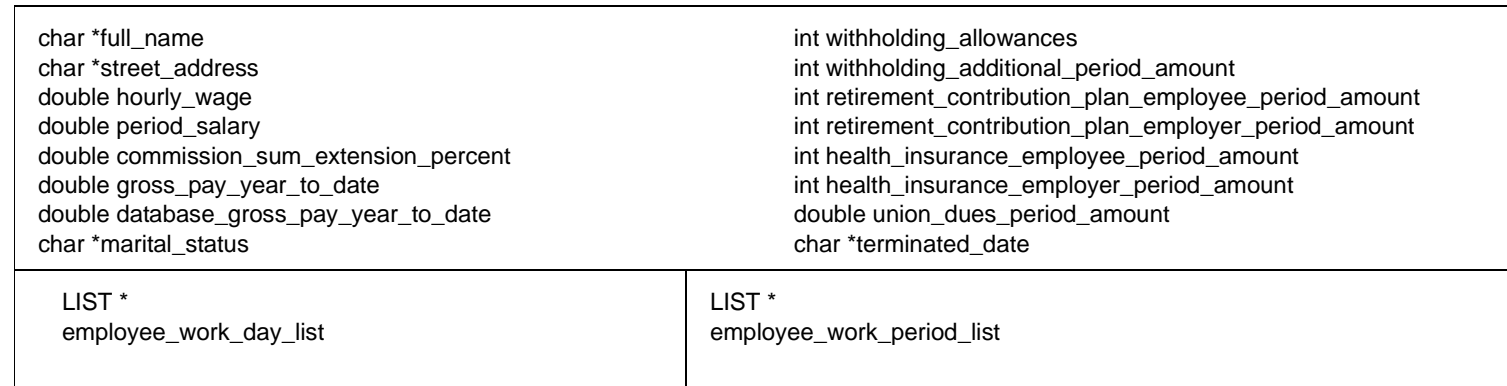 char *full_name
char *street_address
double hourly_wage
double period_salary
double commission_sum_extension_percent
double gross_pay_year_to_date
double database_gross_pay_year_to_date
char *marital_status
int withholding_allowances
int withholding_additional_period_amount
int retirement_contribution_plan_employee_period_amount
int retirement_contribution_plan_employer_period_amount
int health_insurance_employee_period_amount
int health_insurance_employer_period_amount
double union_dues_period_amount
char *terminated_date
LIST *
employee_work_day_list
LIST *
employee_work_period_list